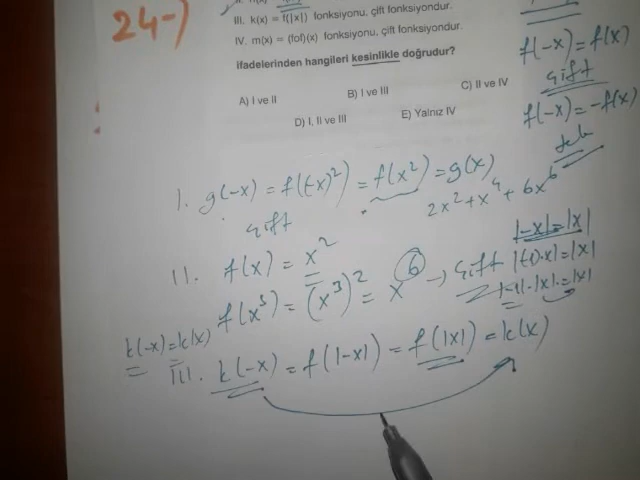 24-)
III. k(x) = f(|x|) fonksiyonu, çift fonksiyondur.
IV. m(x) = (fof)(x) fonksiyonu, çift fonksiyondur.
ifadelerinden hangileri kesinlikle doğrudur?
A) I ve II
B) I ve III
C) II ve IV
D) I, II ve III
E) Yalnız IV
f(-x) = f(x)
çift
f(-x) = -f(x)
tek
I. g(-x) = f((-x)²) = f(x²) = g(x)
çift
2x² + x⁴ + 6x⁶
II. f(x) = x²
f(x³) = (x³)² = x⁶ → çift
|-x| = |x|
|(-1).x| = |x|
|-1|.|x| = |x|
k(-x) = k(x)
III. k(-x) = f(|-x|) = f(|x|) = k(x)